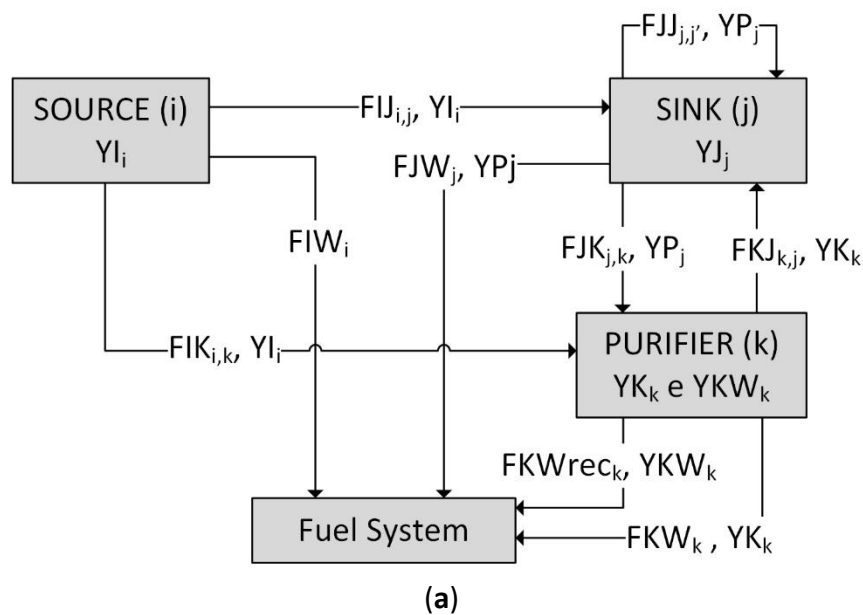 FJJj,j', YPj
SOURCE (i)
YIi
FIJi,j, YIi
SINK (j)
YJj
FJWj, YPj
FIWi
FJKj,k, YPj
FKJk,j, YKk
FIKi,k, YIi
PURIFIER (k)
YKk e YKWk
FKWreck, YKWk
Fuel System
FKWk , YKk
(a)